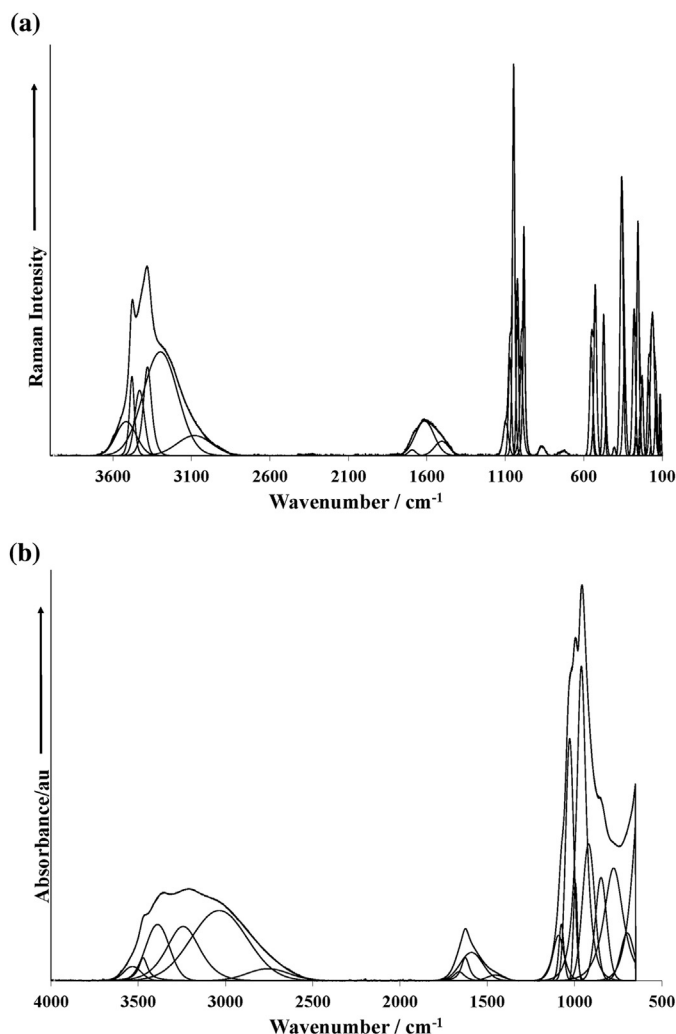 (a)
Raman Intensity
3600 3100 2600 2100 1600 1100 600 100
Wavenumber / cm-1
(b)
Absorbance/au
4000 3500 3000 2500 2000 1500 1000 500
Wavenumber / cm-1